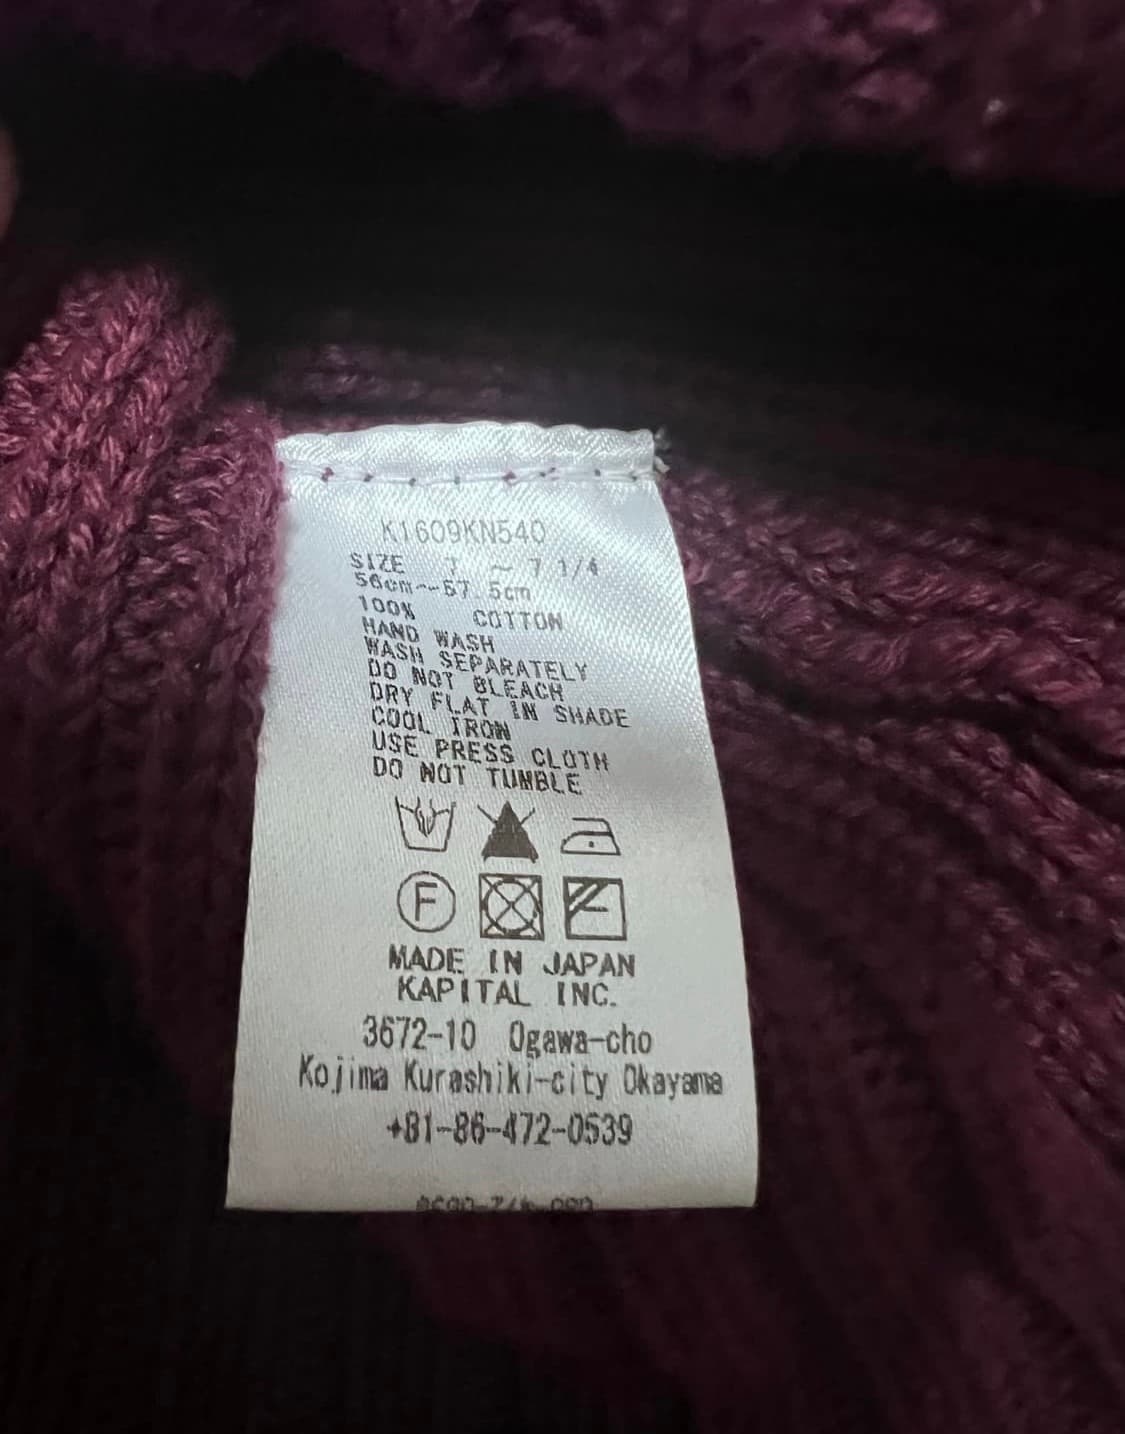 K1609KN540
SIZE 7 ～ 7 1/4
56cm～57.5cm
100% COTTON
HAND WASH
WASH SEPARATELY
DO NOT BLEACH
DRY FLAT IN SHADE
COOL IRON
USE PRESS CLOTH
DO NOT TUMBLE
F
MADE IN JAPAN
KAPITAL INC.
3672-10 Ogawa-cho
Kojima Kurashiki-city Okayama
+81-86-472-0539